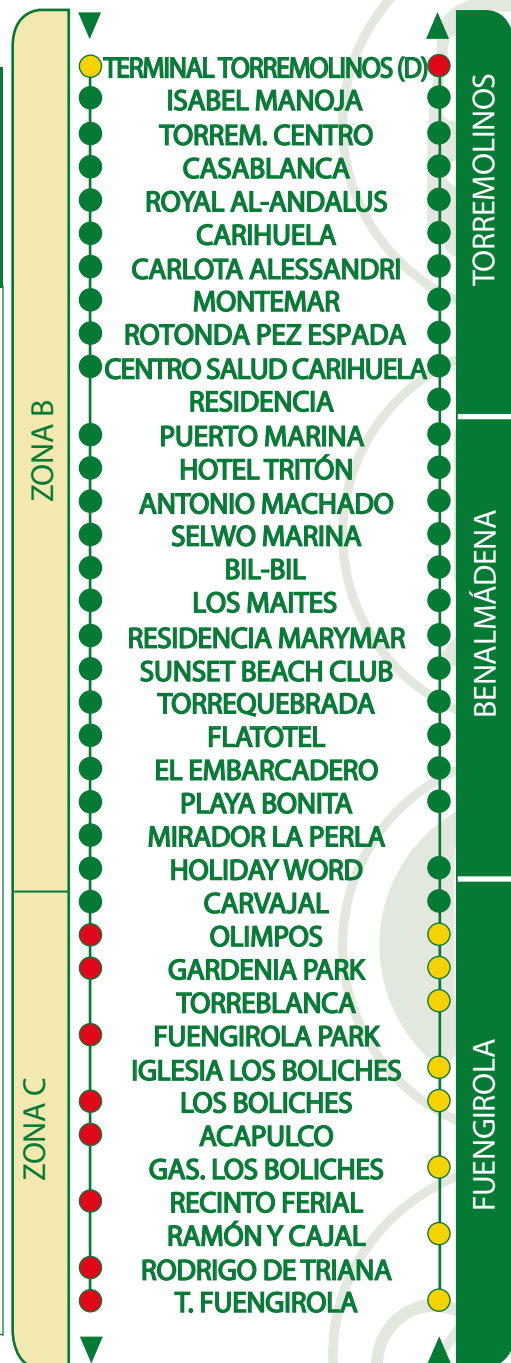 TERMINAL TORREMOLINOS (D)
ISABEL MANOJA
TORREM. CENTRO
CASABLANCA
ROYAL AL-ANDALUS
CARIHUELA
CARLOTA ALESSANDRI
MONTEMAR
ROTONDA PEZ ESPADA
CENTRO SALUD CARIHUELA
RESIDENCIA
PUERTO MARINA
HOTEL TRITÓN
ANTONIO MACHADO
SELWO MARINA
BIL-BIL
LOS MAITES
RESIDENCIA MARYMAR
SUNSET BEACH CLUB
TORREQUEBRADA
FLATOTEL
EL EMBARCADERO
PLAYA BONITA
MIRADOR LA PERLA
HOLIDAY WORD
CARVAJAL
OLIMPOS
GARDENIA PARK
TORREBLANCA
FUENGIROLA PARK
IGLESIA LOS BOLICHES
LOS BOLICHES
ACAPULCO
GAS. LOS BOLICHES
RECINTO FERIAL
RAMÓN Y CAJAL
RODRIGO DE TRIANA
T. FUENGIROLA
ZONA B
ZONA C
TORREMOLINOS
BENALMÁDENA
FUENGIROLA